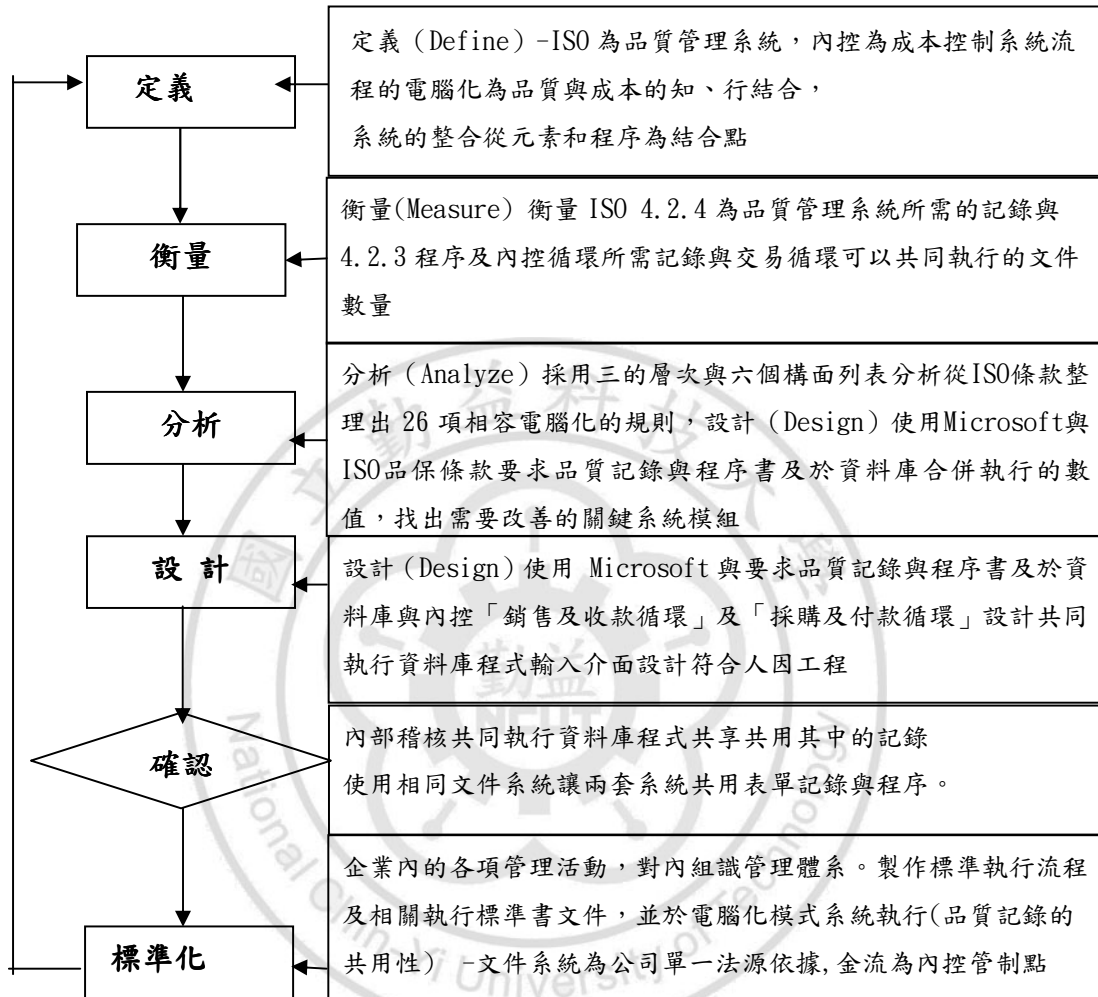 定義
定義（Define）-ISO 為品質管理系統，內控為成本控制系統流
程的電腦化為品質與成本的知、行結合，
系統的整合從元素和程序為結合點
衡量
衡量(Measure) 衡量 ISO 4.2.4 為品質管理系統所需的記錄與
4.2.3 程序及內控循環所需記錄與交易循環可以共同執行的文件
數量
分析
分析（Analyze）採用三的層次與六個構面列表分析從ISO條款整
理出 26 項相容電腦化的規則，設計（Design）使用Microsoft與
ISO品保條款要求品質記錄與程序書及於資料庫合併執行的數
值，找出需要改善的關鍵系統模組
設 計
設計（Design）使用 Microsoft 與要求品質記錄與程序書及於資
料庫與內控「銷售及收款循環」及「採購及付款循環」設計共同
執行資料庫程式輸入介面設計符合人因工程
確認
內部稽核共同執行資料庫程式共享共用其中的記錄
使用相同文件系統讓兩套系統共用表單記錄與程序。
標準化
企業內的各項管理活動，對內組織管理體系。製作標準執行流程
及相關執行標準書文件，並於電腦化模式系統執行(品質記錄的
共用性) -文件系統為公司單一法源依據,金流為內控管制點
國立勤益科技大學
勤益
NCUT
National Chin-Yi University of Technology